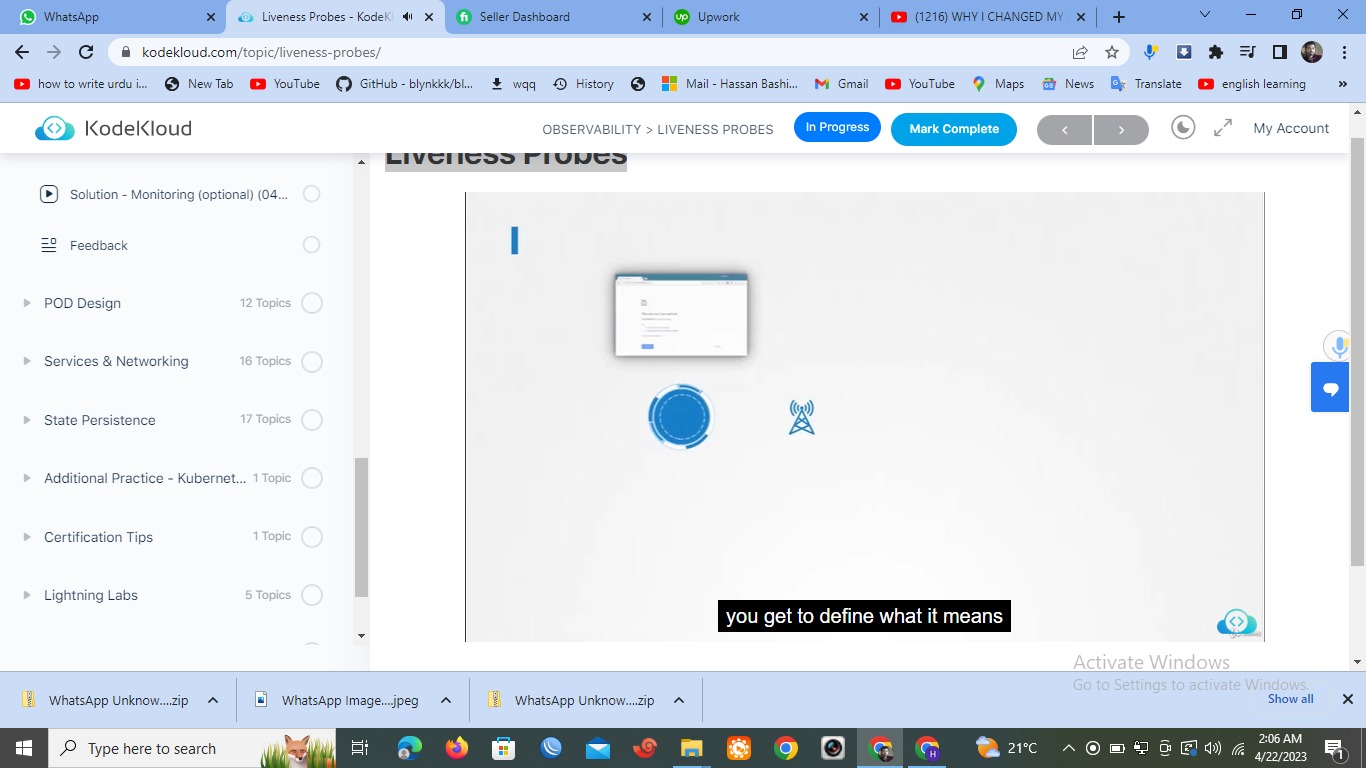 WhatsApp
Liveness Probes - KodeKl
Seller Dashboard
Upwork
(1216) WHY I CHANGED MY
kodekloud.com/topic/liveness-probes/
how to write urdu i...
New Tab
YouTube
GitHub - blynkkk/bl...
wqq
History
Mail - Hassan Bashi...
Gmail
YouTube
Maps
News
Translate
english learning
»
KodeKloud
OBSERVABILITY > LIVENESS PROBES
In Progress
Mark Complete
My Account
Liveness Probes
Solution - Monitoring (optional) (04...
Feedback
POD Design
12 Topics
Services & Networking
16 Topics
State Persistence
17 Topics
Additional Practice - Kubernet...
1 Topic
Certification Tips
1 Topic
Lightning Labs
5 Topics
you get to define what it means
Activate Windows
Go to Settings to activate Windows.
WhatsApp Unknow....zip
WhatsApp Image....jpeg
WhatsApp Unknow....zip
Show all
Type here to search
21°C
2:06 AM
4/22/2023